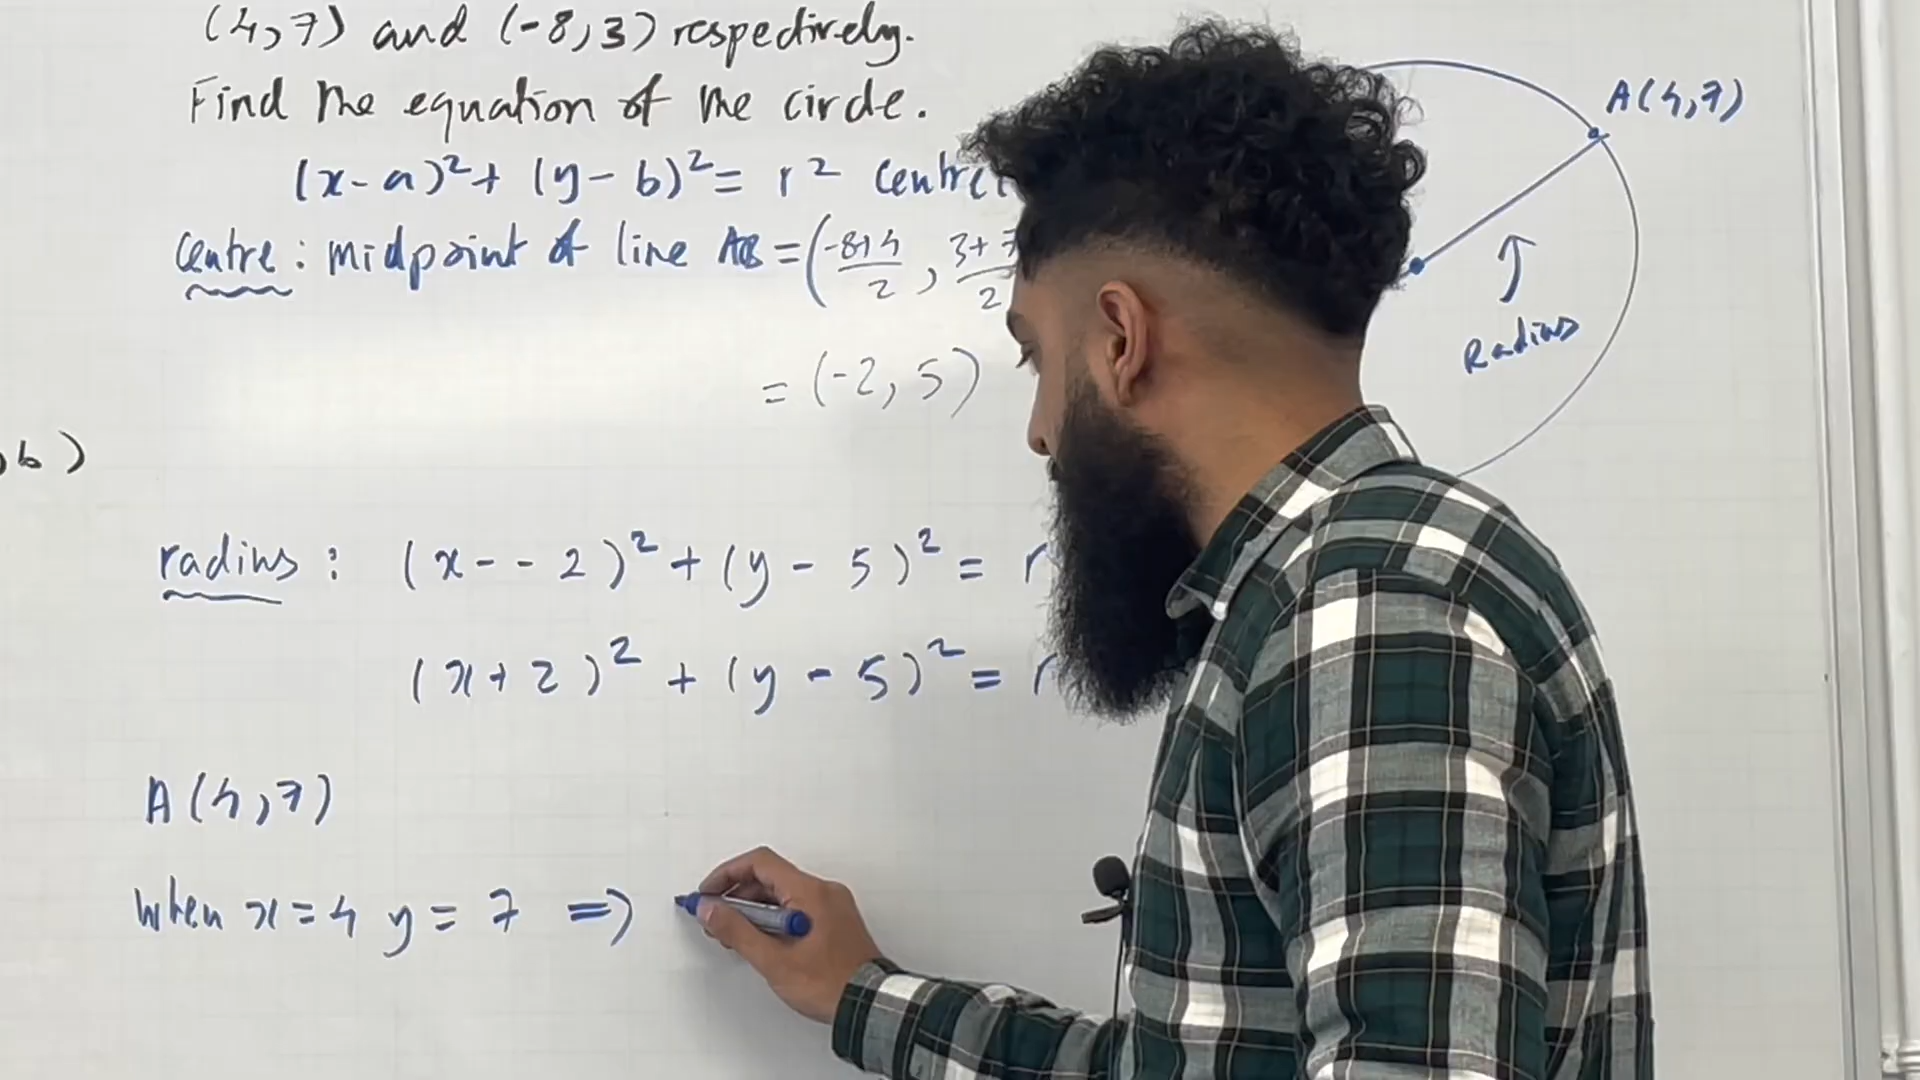 (4,7) and (-8,3) respectively.
Find the equation of the circle.
(x-a)²+ (y-b)²= r² centre(
centre: midpoint of line AB =(-8+4/2, 3+7/2
= (-2,5)
,b)
radius: (x--2)²+(y-5)²= r
(x+2)² + (y-5)²= r
A(4,7)
when x=4 y=7 =>
A(4,7)
Radius